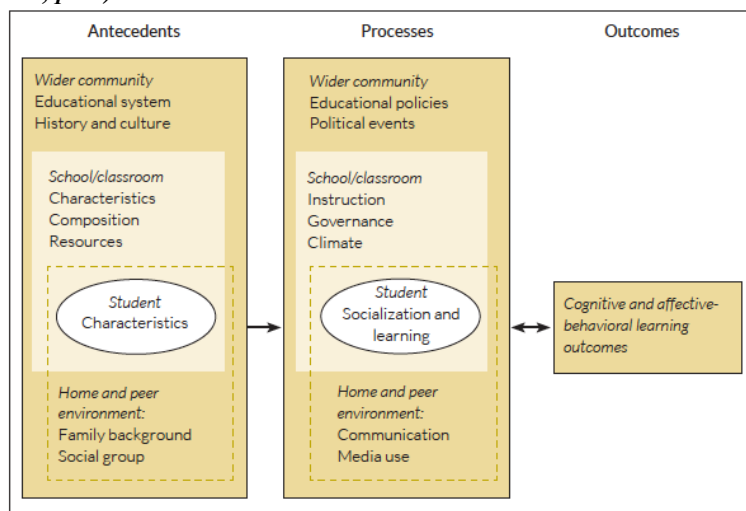 Antecedents
Processes
Outcomes
Wider community
Educational system
History and culture
School/classroom
Characteristics
Composition
Resources
Student
Characteristics
Home and peer
environment:
Family background
Social group
Wider community
Educational policies
Political events
School/classroom
Instruction
Governance
Climate
Student
Socialization and
learning
Home and peer
environment:
Communication
Media use
Cognitive and affective-
behavioral learning
outcomes